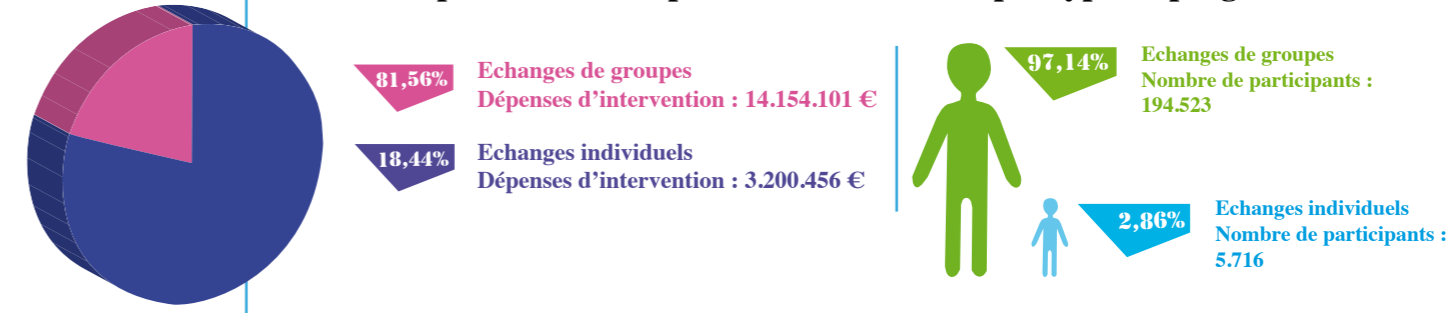 81,56%
Echanges de groupes
Dépenses d’intervention : 14.154.101 €
18,44%
Echanges individuels
Dépenses d’intervention : 3.200.456 €
97,14%
Echanges de groupes
Nombre de participants :
194.523
2,86%
Echanges individuels
Nombre de participants :
5.716